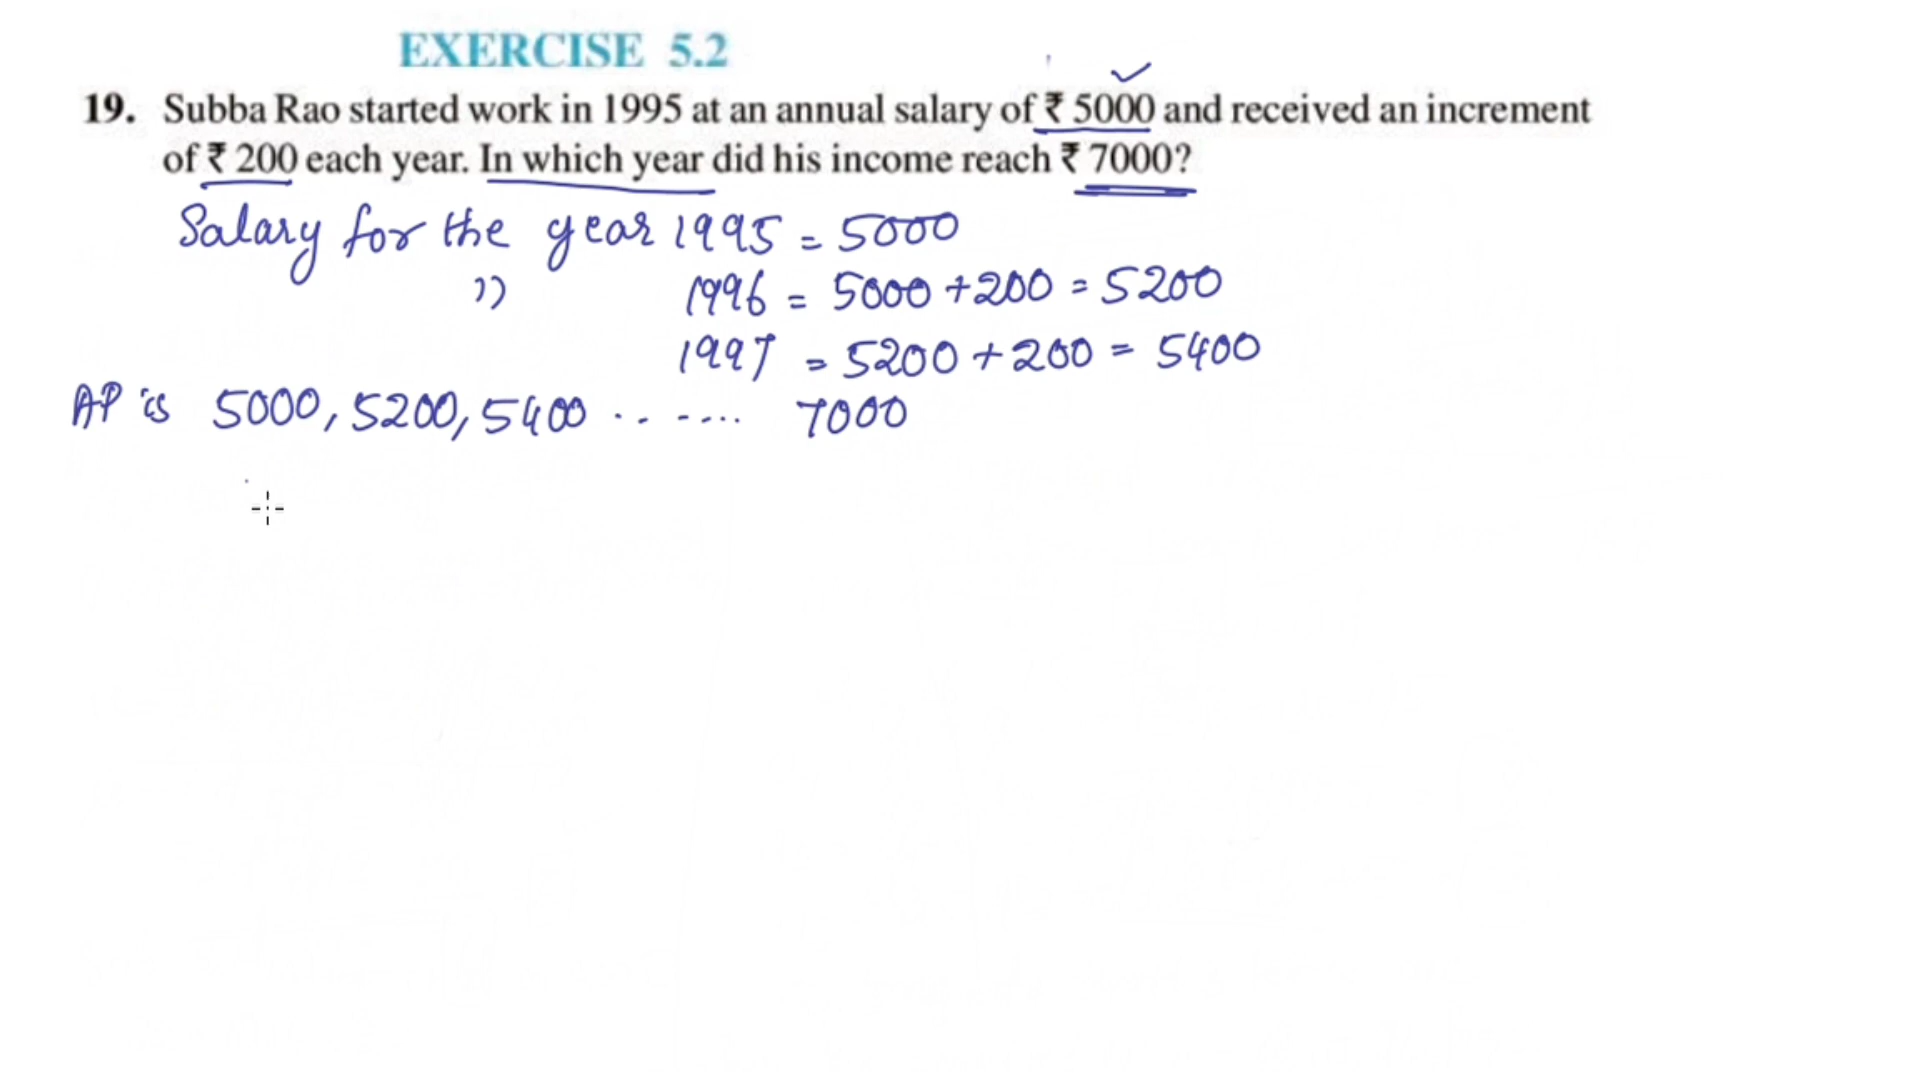 EXERCISE 5.2
19. Subba Rao started work in 1995 at an annual salary of ₹ 5000 and received an increment
of ₹ 200 each year. In which year did his income reach ₹ 7000?
Salary for the year 1995 = 5000
” 1996 = 5000 + 200 = 5200
1997 = 5200 + 200 = 5400
AP is 5000, 5200, 5400 ....... 7000